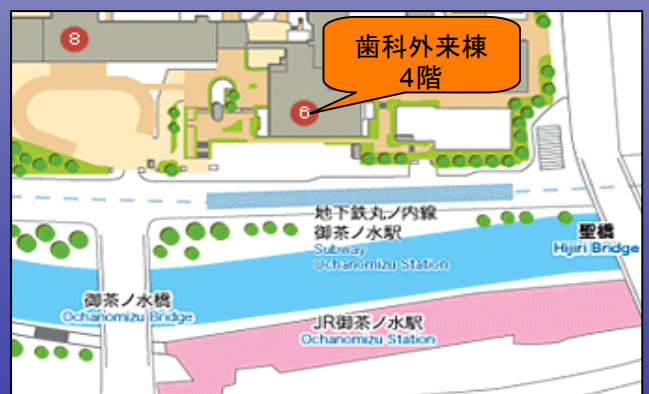 8
歯科外来棟
4階
6
地下鉄丸ノ内線
御茶ノ水駅
Subway
Ochanomizu Station
聖橋
Hijiri Bridge
御茶ノ水橋
Ochanomizu Bridge
JR御茶ノ水駅
Ochanomizu Station